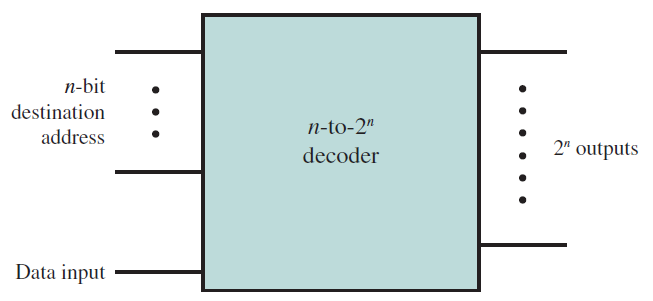 n-bit
destination
address
n-to-2ⁿ
decoder
2ⁿ outputs
Data input